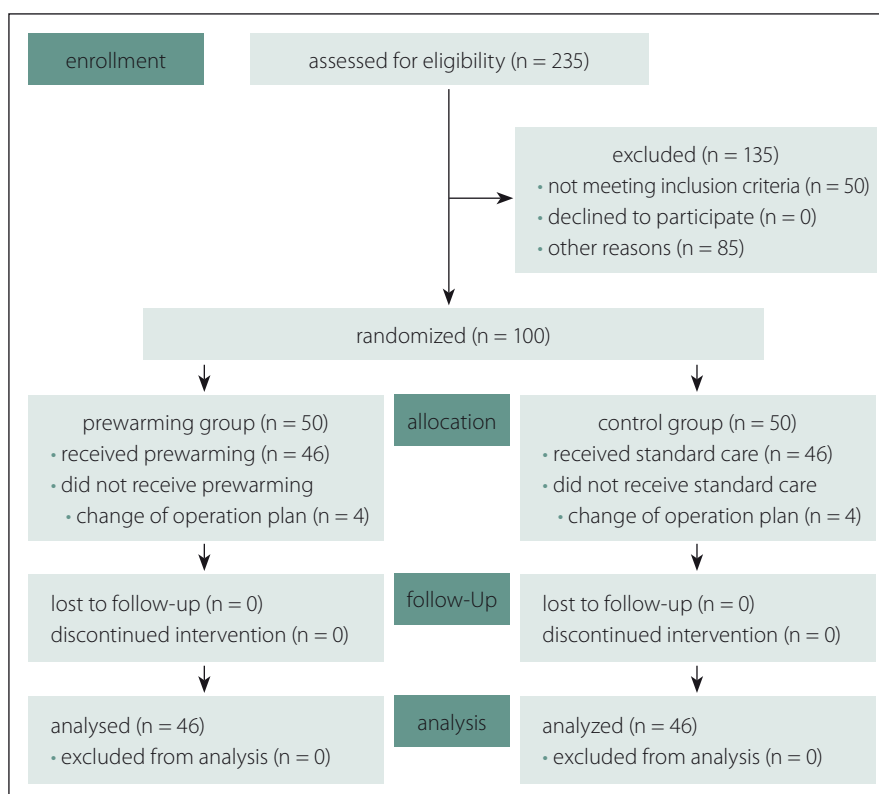 enrollment
assessed for eligibility (n = 235)
excluded (n = 135)
• not meeting inclusion criteria (n = 50)
• declined to participate (n = 0)
• other reasons (n = 85)
randomized (n = 100)
prewarming group (n = 50)
• received prewarming (n = 46)
• did not receive prewarming
• change of operation plan (n = 4)
allocation
control group (n = 50)
• received standard care (n = 46)
• did not receive standard care
• change of operation plan (n = 4)
lost to follow-up (n = 0)
discontinued intervention (n = 0)
follow-Up
lost to follow-up (n = 0)
discontinued intervention (n = 0)
analysed (n = 46)
• excluded from analysis (n = 0)
analysis
analyzed (n = 46)
• excluded from analysis (n = 0)